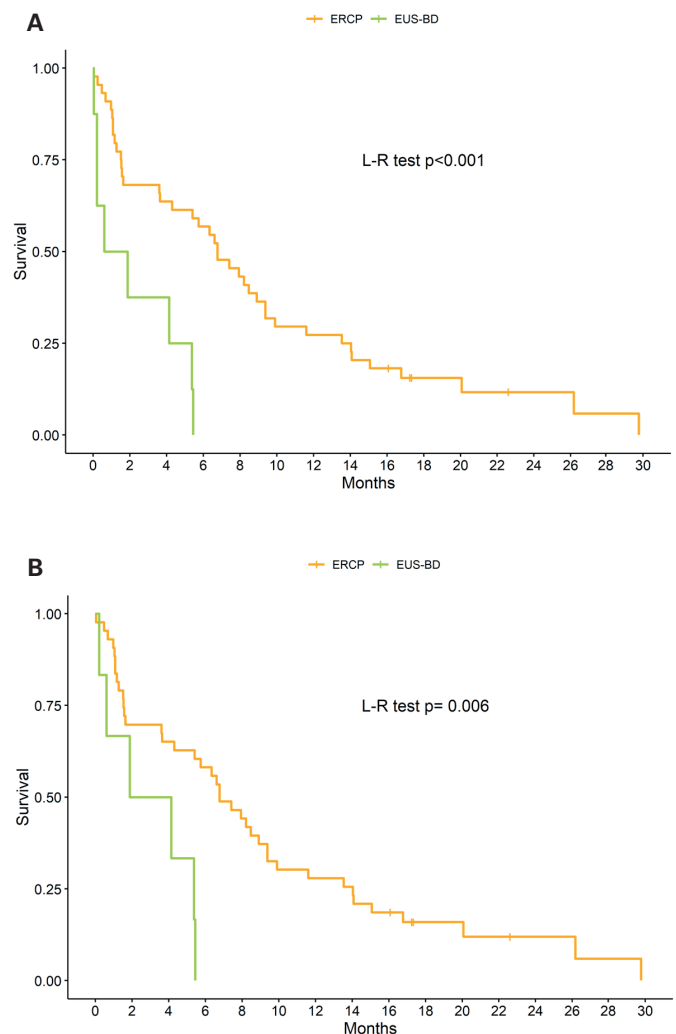 A
ERCP EUS-BD
1.00
L-R test p<0.001
0.75
0.50
0.25
0.00
Survival
0 2 4 6 8 10 12 14 16 18 20 22 24 26 28 30
Months
B
ERCP EUS-BD
1.00
L-R test p= 0.006
0.75
0.50
0.25
0.00
Survival
0 2 4 6 8 10 12 14 16 18 20 22 24 26 28 30
Months